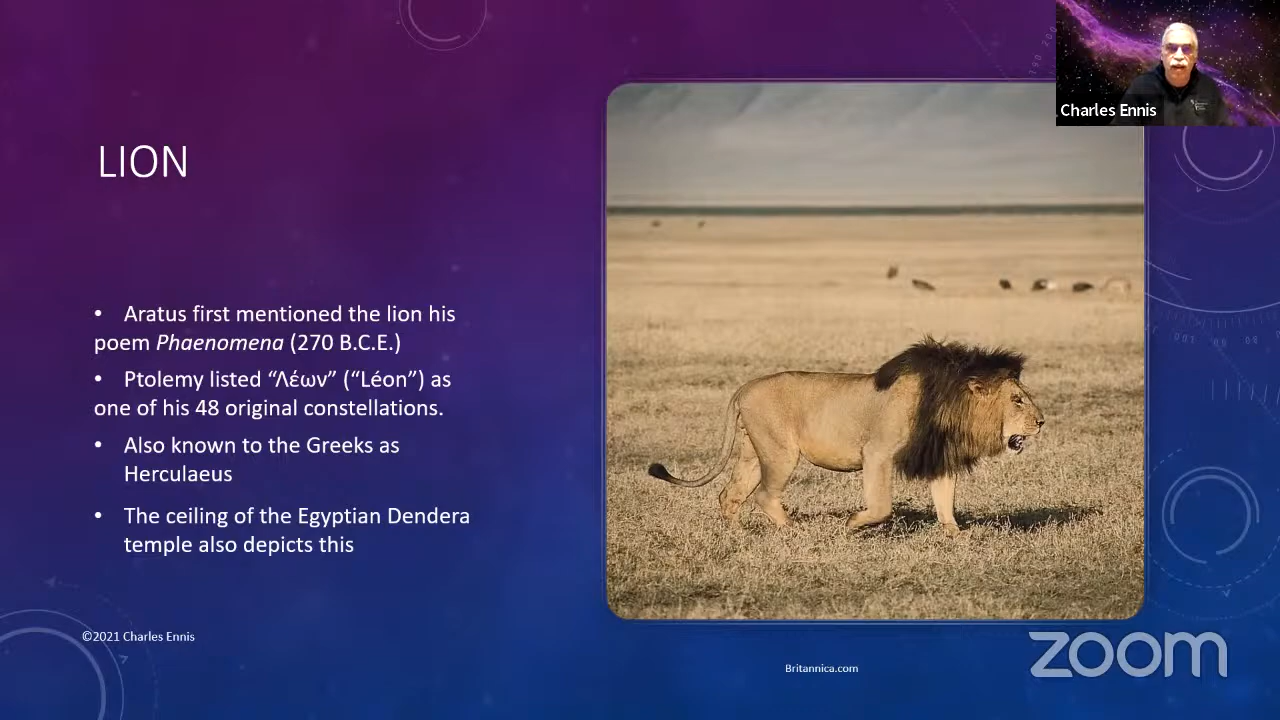 Charles Ennis
LION
• Aratus first mentioned the lion his
poem Phaenomena (270 B.C.E.)
• Ptolemy listed “Λέων” (“Léon”) as
one of his 48 original constellations.
• Also known to the Greeks as
Herculaeus
• The ceiling of the Egyptian Dendera
temple also depicts this
©2021 Charles Ennis
Britannica.com
zoom